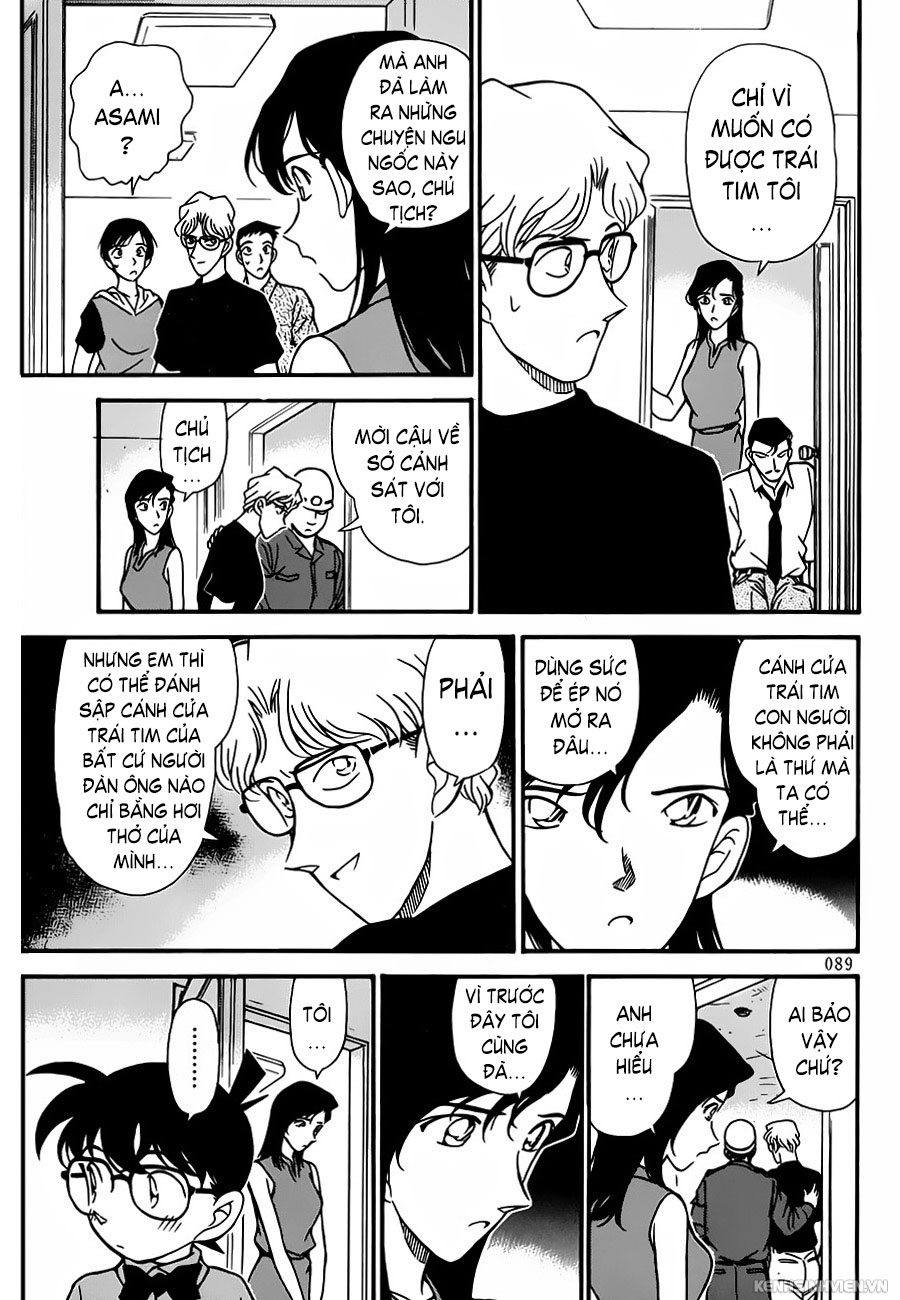 CHỈ VÌ
MUỐN CÓ
ĐƯỢC TRÁI
TIM TÔI
...
MÀ ANH
ĐÃ LÀM
RA NHỮNG
CHUYỆN NGU
NGỐC NÀY
SAO, CHỦ
TỊCH?
A...
ASAMI
?
MỜI CẬU VỀ
SỞ CẢNH
SÁT VỚI
TÔI.
CHỦ
TỊCH
...
CÁNH CỬA
TRÁI TIM
CON NGƯỜI
KHÔNG PHẢI
LÀ THỨ MÀ
TA CÓ
THỂ...
DÙNG SỨC
ĐỂ ÉP NÓ
MỞ RA
ĐÂU...
PHẢI
...
NHƯNG EM THÌ
CÓ THỂ ĐÁNH
SẬP CÁNH CỬA
TRÁI TIM CỦA
BẤT CỨ NGƯỜI
ĐÀN ÔNG NÀO
CHỈ BẰNG HƠI
THỞ CỦA
MÌNH...
089
AI BẢO
VẬY
CHỨ?
ANH
CHƯA
HIỂU
...
VÌ TRƯỚC
ĐÂY TÔI
CŨNG
ĐÃ...
TÔI
...
.........
KENHSINHVIEN.VN